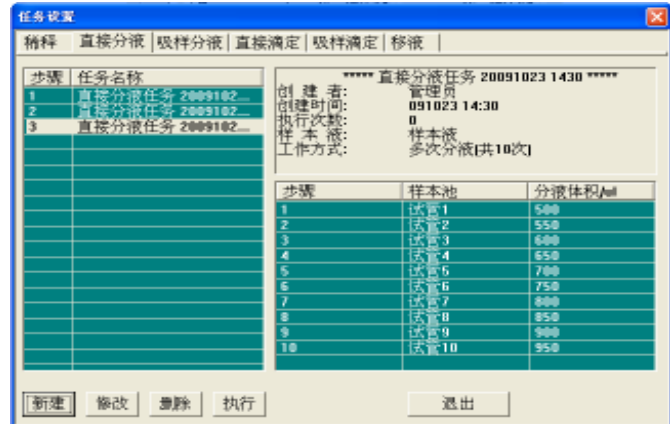 任务设置
稀释 直接分液 吸样分液 直接滴定 吸样滴定 移液
步骤 任务名称
1 直接分液任务 2009102...
2 直接分液任务 2009102...
3 直接分液任务 2009102...
***** 直接分液任务 20091023 1430 *****
创 建 者: 管理员
创建时间: 091023 14:30
执行次数: 0
样 本 液: 样本液
工作方式: 多次分液(共10次)
步骤 样本池 分液体积/ul
1 试管1 500
2 试管2 550
3 试管3 600
4 试管4 650
5 试管5 700
6 试管6 750
7 试管7 800
8 试管8 850
9 试管9 900
10 试管10 950
新建 修改 删除 执行 退出